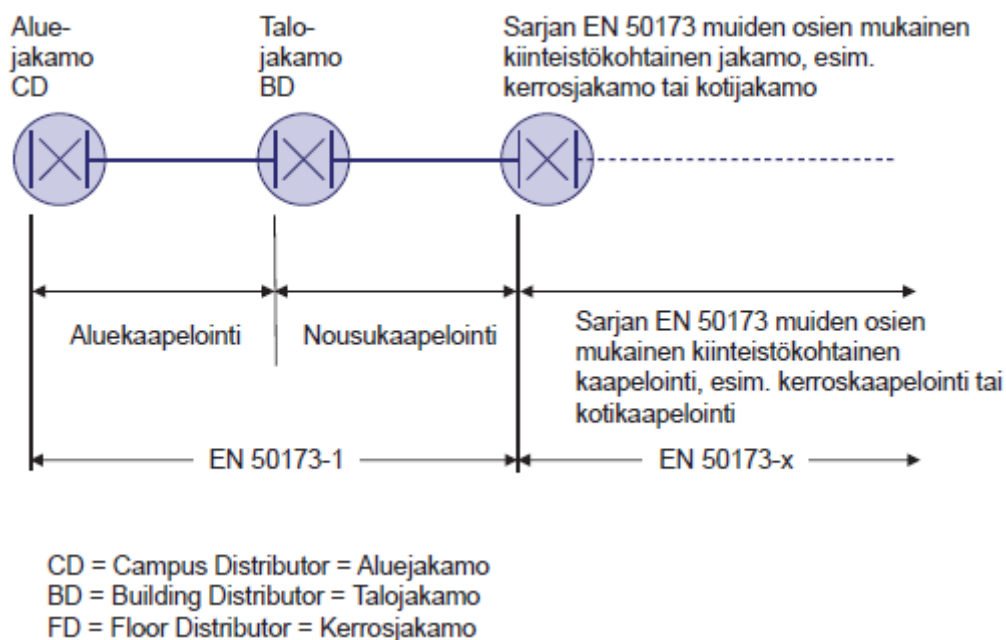 Alue-
jakamo
CD
Talo-
jakamo
BD
Sarjan EN 50173 muiden osien mukainen
kiinteistökohtainen jakamo, esim.
kerrosjakamo tai kotijakamo
Aluekaapelointi
Nousukaapelointi
Sarjan EN 50173 muiden osien
mukainen kiinteistökohtainen
kaapelointi, esim. kerroskaapelointi tai
kotikaapelointi
EN 50173-1
EN 50173-x
CD = Campus Distributor = Aluejakamo
BD = Building Distributor = Talojakamo
FD = Floor Distributor = Kerrosjakamo